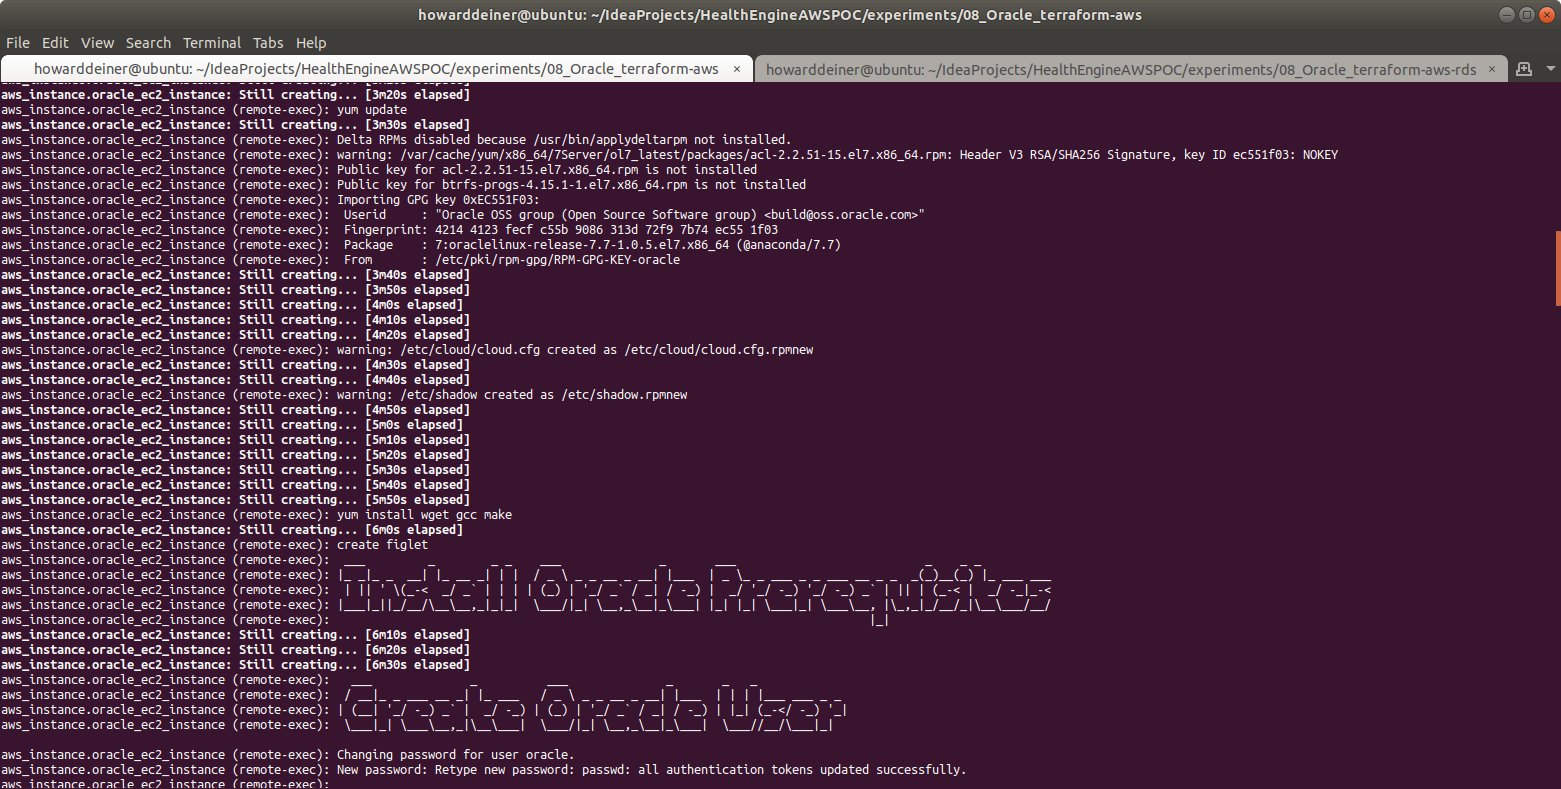 howarddeiner@ubuntu: ~/IdeaProjects/HealthEngineAWSPOC/experiments/08_Oracle_terraform-aws
File Edit View Search Terminal Tabs Help
howarddeiner@ubuntu: ~/IdeaProjects/HealthEngineAWSPOC/experiments/08_Oracle_terraform-aws × howarddeiner@ubuntu: ~/IdeaProjects/HealthEngineAWSPOC/experiments/08_Oracle_terraform-aws-rds ×
aws_instance.oracle_ec2_instance: Still creating... [3m20s elapsed]
aws_instance.oracle_ec2_instance (remote-exec): yum update
aws_instance.oracle_ec2_instance: Still creating... [3m30s elapsed]
aws_instance.oracle_ec2_instance (remote-exec): Delta RPMs disabled because /usr/bin/applydeltarpm not installed.
aws_instance.oracle_ec2_instance (remote-exec): warning: /var/cache/yum/x86_64/7Server/ol7_latest/packages/acl-2.2.51-15.el7.x86_64.rpm: Header V3 RSA/SHA256 Signature, key ID ec551f03: NOKEY
aws_instance.oracle_ec2_instance (remote-exec): Public key for acl-2.2.51-15.el7.x86_64.rpm is not installed
aws_instance.oracle_ec2_instance (remote-exec): Public key for btrfs-progs-4.15.1-1.el7.x86_64.rpm is not installed
aws_instance.oracle_ec2_instance (remote-exec): Importing GPG key 0xEC551F03:
aws_instance.oracle_ec2_instance (remote-exec):  Userid     : "Oracle OSS group (Open Source Software group) <build@oss.oracle.com>"
aws_instance.oracle_ec2_instance (remote-exec):  Fingerprint: 4214 4123 fecf c55b 9086 313d 72f9 7b74 ec55 1f03
aws_instance.oracle_ec2_instance (remote-exec):  Package    : 7:oraclelinux-release-7.7-1.0.5.el7.x86_64 (@anaconda/7.7)
aws_instance.oracle_ec2_instance (remote-exec):  From       : /etc/pki/rpm-gpg/RPM-GPG-KEY-oracle
aws_instance.oracle_ec2_instance: Still creating... [3m40s elapsed]
aws_instance.oracle_ec2_instance: Still creating... [3m50s elapsed]
aws_instance.oracle_ec2_instance: Still creating... [4m0s elapsed]
aws_instance.oracle_ec2_instance: Still creating... [4m10s elapsed]
aws_instance.oracle_ec2_instance: Still creating... [4m20s elapsed]
aws_instance.oracle_ec2_instance (remote-exec): warning: /etc/cloud/cloud.cfg created as /etc/cloud/cloud.cfg.rpmnew
aws_instance.oracle_ec2_instance: Still creating... [4m30s elapsed]
aws_instance.oracle_ec2_instance: Still creating... [4m40s elapsed]
aws_instance.oracle_ec2_instance (remote-exec): warning: /etc/shadow created as /etc/shadow.rpmnew
aws_instance.oracle_ec2_instance: Still creating... [4m50s elapsed]
aws_instance.oracle_ec2_instance: Still creating... [5m0s elapsed]
aws_instance.oracle_ec2_instance: Still creating... [5m10s elapsed]
aws_instance.oracle_ec2_instance: Still creating... [5m20s elapsed]
aws_instance.oracle_ec2_instance: Still creating... [5m30s elapsed]
aws_instance.oracle_ec2_instance: Still creating... [5m40s elapsed]
aws_instance.oracle_ec2_instance: Still creating... [5m50s elapsed]
aws_instance.oracle_ec2_instance (remote-exec): yum install wget gcc make
aws_instance.oracle_ec2_instance: Still creating... [6m0s elapsed]
aws_instance.oracle_ec2_instance (remote-exec): create figlet
aws_instance.oracle_ec2_instance (remote-exec):
aws_instance.oracle_ec2_instance (remote-exec): Install Oracle Prerequisites
aws_instance.oracle_ec2_instance (remote-exec):
aws_instance.oracle_ec2_instance (remote-exec):
aws_instance.oracle_ec2_instance (remote-exec):
aws_instance.oracle_ec2_instance: Still creating... [6m10s elapsed]
aws_instance.oracle_ec2_instance: Still creating... [6m20s elapsed]
aws_instance.oracle_ec2_instance: Still creating... [6m30s elapsed]
aws_instance.oracle_ec2_instance (remote-exec):
aws_instance.oracle_ec2_instance (remote-exec): Create Oracle User
aws_instance.oracle_ec2_instance (remote-exec):
aws_instance.oracle_ec2_instance (remote-exec):
aws_instance.oracle_ec2_instance (remote-exec): Changing password for user oracle.
aws_instance.oracle_ec2_instance (remote-exec): New password: Retype new password: passwd: all authentication tokens updated successfully.
aws_instance.oracle_ec2_instance (remote-exec):